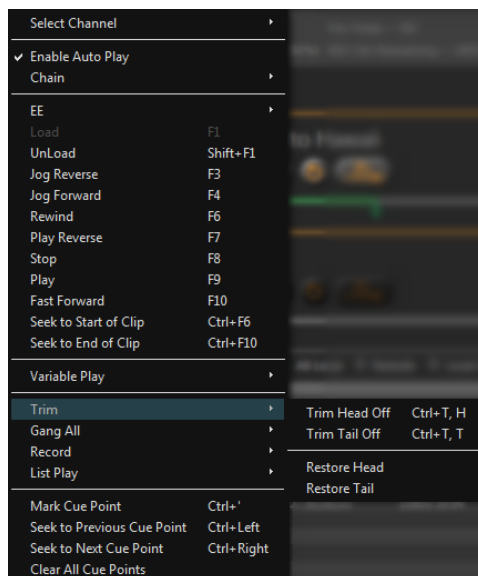 Select Channel
Enable Auto Play
Chain
EE
Load F1
UnLoad Shift+F1
Jog Reverse F3
Jog Forward F4
Rewind F6
Play Reverse F7
Stop F8
Play F9
Fast Forward F10
Seek to Start of Clip Ctrl+F6
Seek to End of Clip Ctrl+F10
Variable Play
Trim
Gang All
Record
List Play
Trim Head Off Ctrl+T, H
Trim Tail Off Ctrl+T, T
Restore Head
Restore Tail
Mark Cue Point Ctrl+'
Seek to Previous Cue Point Ctrl+Left
Seek to Next Cue Point Ctrl+Right
Clear All Cue Points